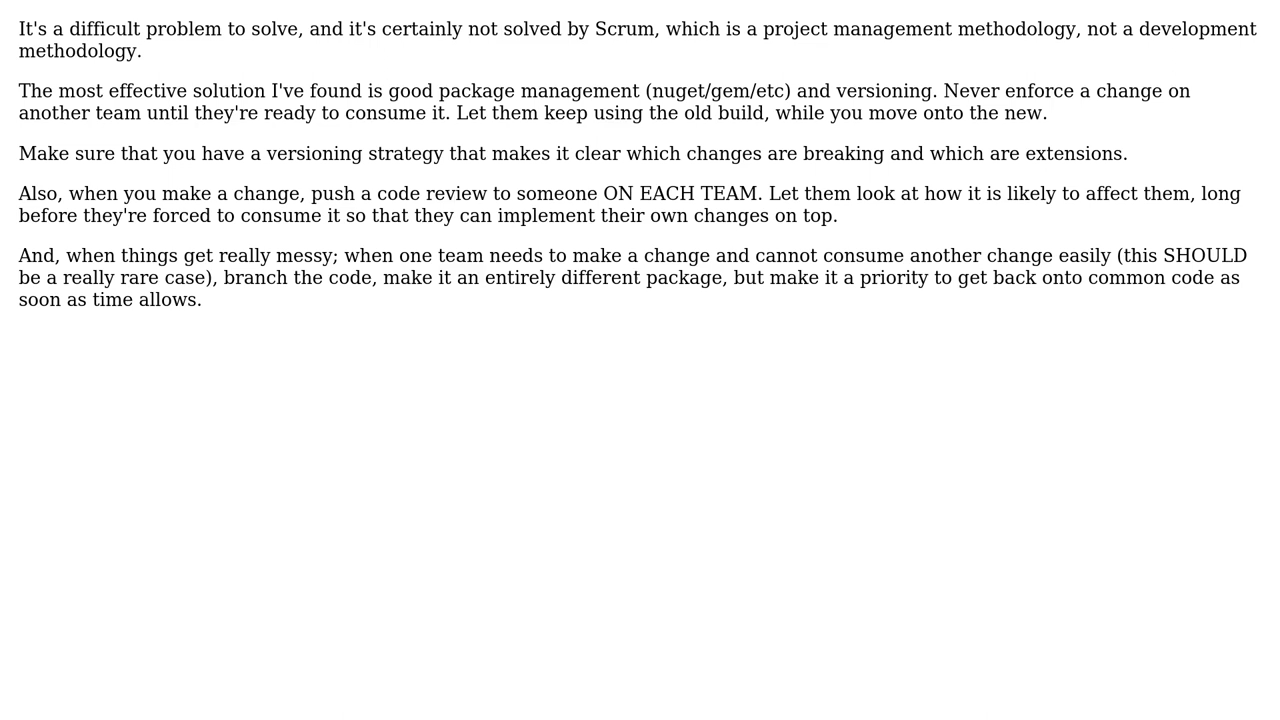 It's a difficult problem to solve, and it's certainly not solved by Scrum, which is a project management methodology, not a development
methodology.
The most effective solution I've found is good package management (nuget/gem/etc) and versioning. Never enforce a change on
another team until they're ready to consume it. Let them keep using the old build, while you move onto the new.
Make sure that you have a versioning strategy that makes it clear which changes are breaking and which are extensions.
Also, when you make a change, push a code review to someone ON EACH TEAM. Let them look at how it is likely to affect them, long
before they're forced to consume it so that they can implement their own changes on top.
And, when things get really messy; when one team needs to make a change and cannot consume another change easily (this SHOULD
be a really rare case), branch the code, make it an entirely different package, but make it a priority to get back onto common code as
soon as time allows.